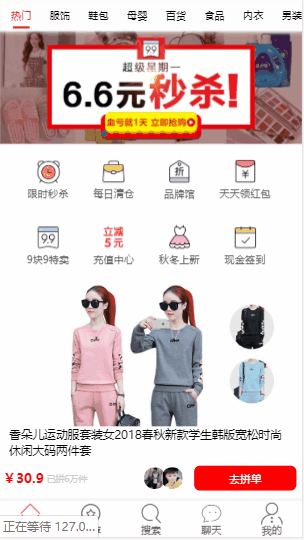 热门 服饰 鞋包 母婴 百货 食品 内衣 男装
9.9
超级星期一
6.6元秒杀!
血亏就1天 立即抢购
限时秒杀 每日清仓 品牌馆 天天领红包
折
9.9
立减
5元
9块9特卖 充值中心 秋冬上新 现金签到
香朵儿运动服套装女2018春秋新款学生韩版宽松时尚
休闲大码两件套
¥30.9 已拼6万件 去拼单
搜索 聊天 我的
正在等待 127.0...